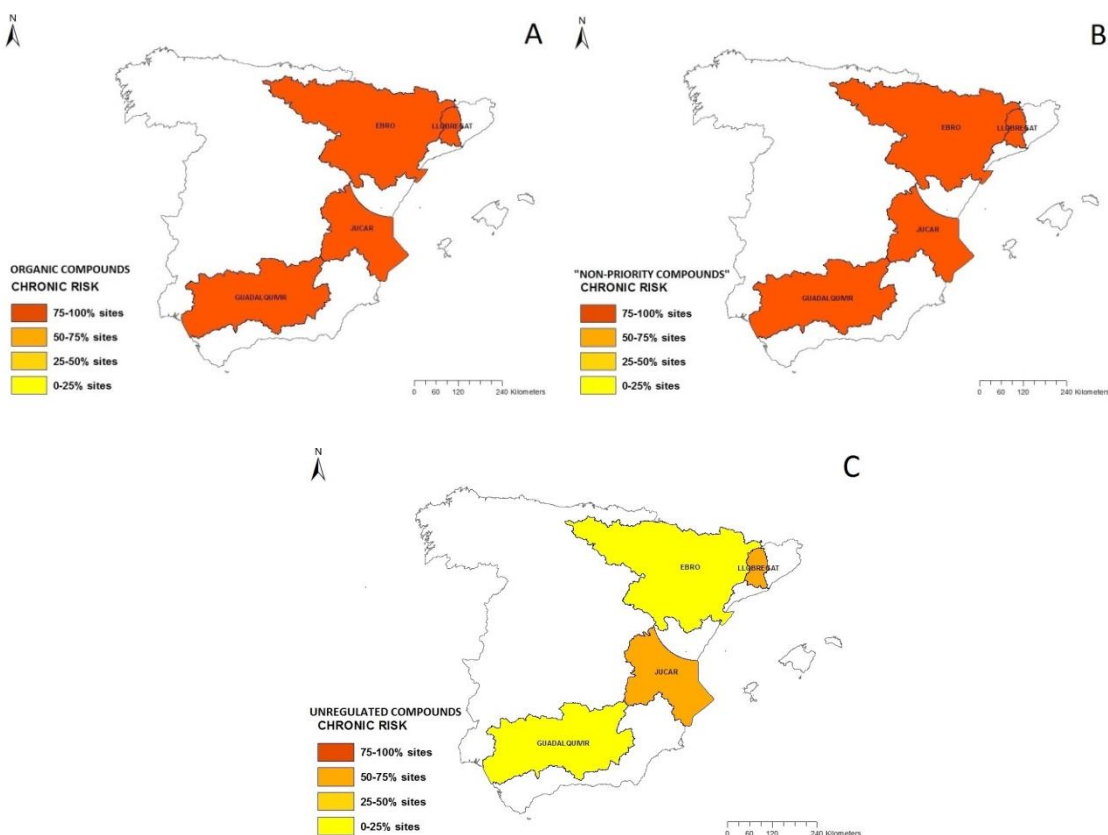 N
A
EBRO
LLOBREGAT
JUCAR
GUADALQUIVIR
ORGANIC COMPOUNDS
CHRONIC RISK
75-100% sites
50-75% sites
25-50% sites
0-25% sites
0 60 120 240 Kilometers
N
B
EBRO
LLOBREGAT
JUCAR
GUADALQUIVIR
"NON-PRIORITY COMPOUNDS"
CHRONIC RISK
75-100% sites
50-75% sites
25-50% sites
0-25% sites
0 60 120 240 Kilometers
N
C
EBRO
LLOBREGAT
JUCAR
GUADALQUIVIR
UNREGULATED COMPOUNDS
CHRONIC RISK
75-100% sites
50-75% sites
25-50% sites
0-25% sites
0 60 120 240 Kilometers